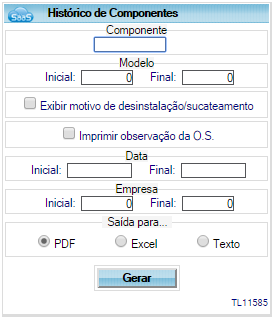 SaaS
Histórico de Componentes
Componente
Modelo
Inicial: 0 Final: 0
Exibir motivo de desinstalação/sucateamento
Imprimir observação da O.S.
Data
Inicial: Final:
Empresa
Inicial: 0 Final: 0
Saída para...
PDF Excel Texto
Gerar
TL11585